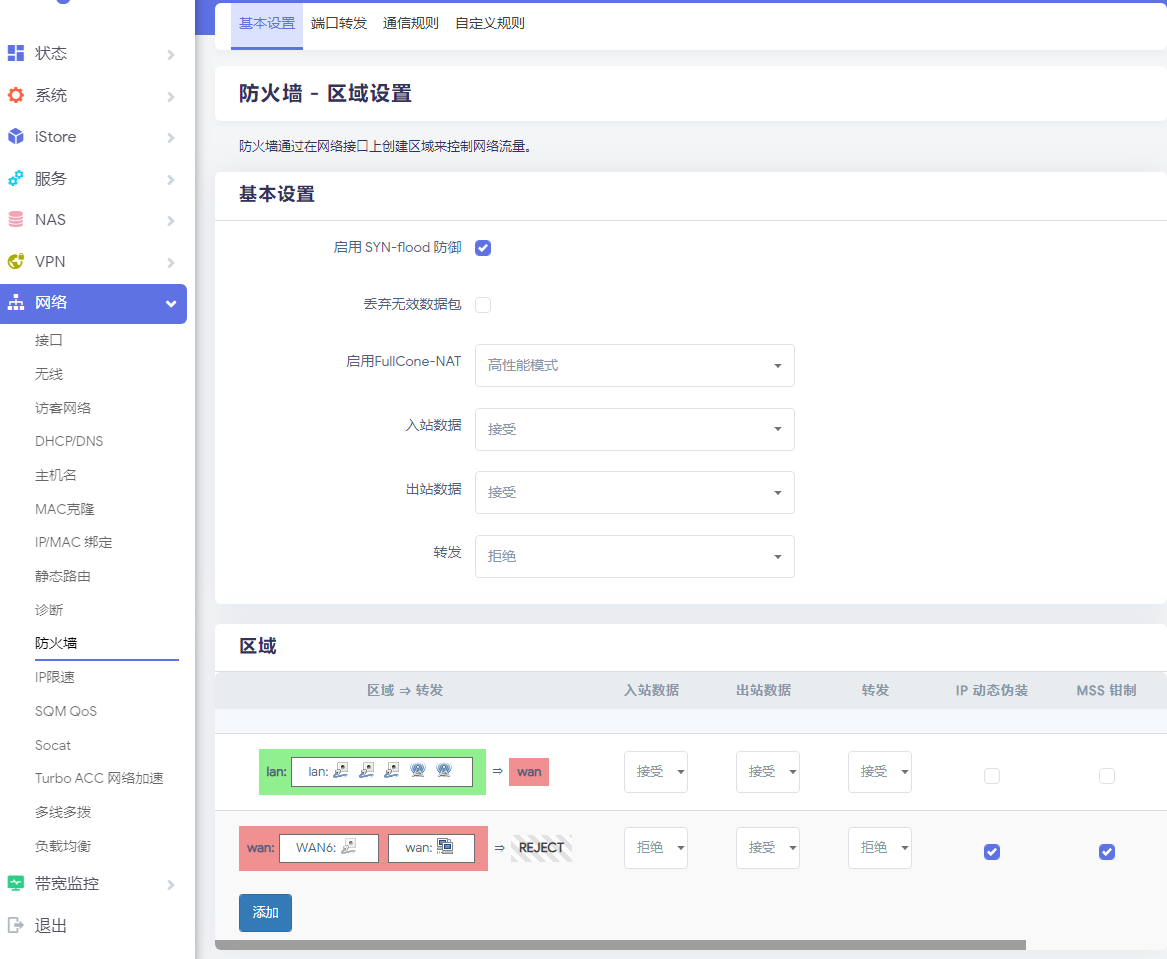 基本设置 端口转发 通信规则 自定义规则
状态
系统
iStore
服务
NAS
VPN
网络
接口
无线
访客网络
DHCP/DNS
主机名
MAC克隆
IP/MAC 绑定
静态路由
诊断
防火墙
IP限速
SQM QoS
Socat
Turbo ACC 网络加速
多线多拨
负载均衡
带宽监控
退出
防火墙 - 区域设置
防火墙通过在网络接口上创建区域来控制网络流量。
基本设置
启用 SYN-flood 防御
丢弃无效数据包
启用FullCone-NAT 高性能模式
入站数据 接受
出站数据 接受
转发 拒绝
区域
区域 ⇒ 转发 入站数据 出站数据 转发 IP 动态伪装 MSS 钳制
lan: lan: ⇒ wan 接受 接受 接受
wan: WAN6: wan: ⇒ REJECT 拒绝 接受 拒绝
添加